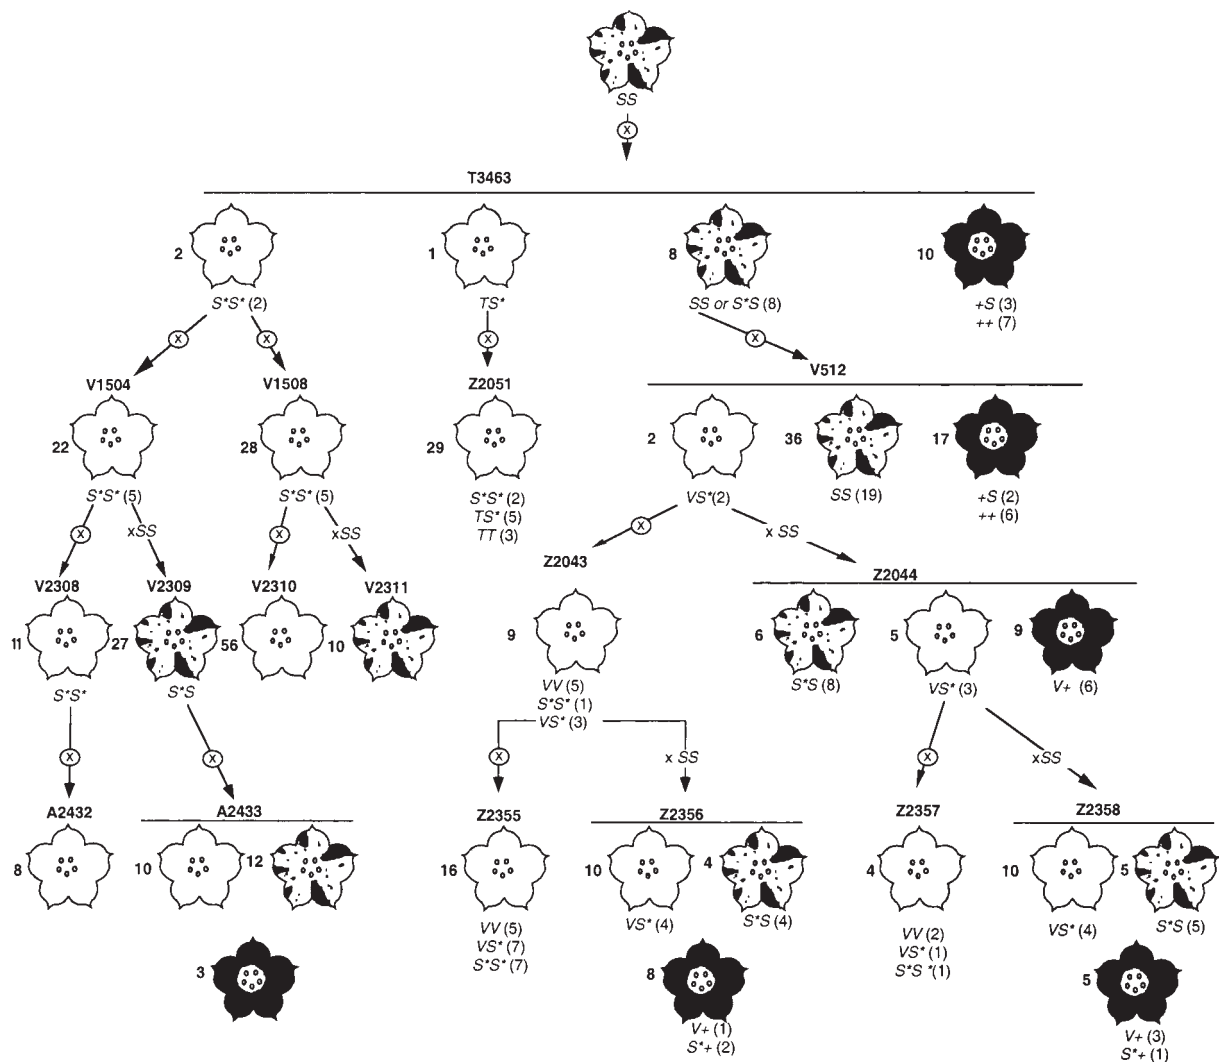 SS
x
T3463
2
1
8
10
S*S* (2)
TS*
SS or S*S (8)
+S (3)
++ (7)
x
x
x
x
V1504
V1508
Z2051
V512
22
28
29
2
36
17
S*S* (5)
S*S* (5)
S*S* (2)
TS* (5)
TT (3)
VS*(2)
SS (19)
+S (2)
++ (6)
x
xSS
x
xSS
x
x SS
V2308
V2309
V2310
V2311
Z2043
Z2044
11
27
56
10
9
6
5
9
S*S*
S*S
VV (5)
S*S* (1)
VS* (3)
S*S (8)
VS* (3)
V+ (6)
x
x
x
x SS
x
xSS
A2432
A2433
Z2355
Z2356
Z2357
Z2358
8
10
12
16
10
4
4
10
5
VV (5)
VS* (7)
S*S* (7)
VS* (4)
S*S (4)
VV (2)
VS* (1)
S*S *(1)
VS* (4)
S*S (5)
3
8
5
V+ (1)
S*+ (2)
V+ (3)
S*+ (1)